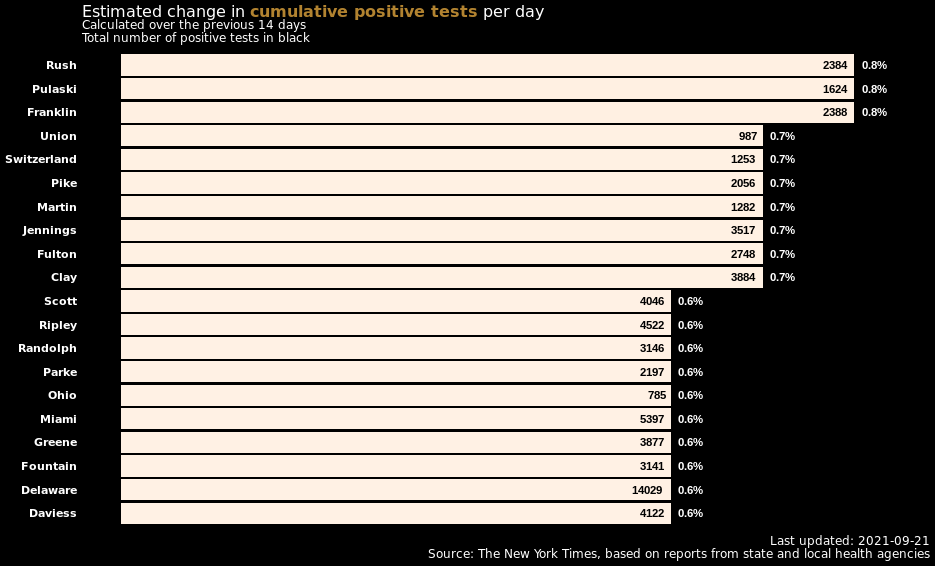 Estimated change in cumulative positive tests per day
Calculated over the previous 14 days
Total number of positive tests in black
Rush 2384 0.8%
Pulaski 1624 0.8%
Franklin 2388 0.8%
Union 987 0.7%
Switzerland 1253 0.7%
Pike 2056 0.7%
Martin 1282 0.7%
Jennings 3517 0.7%
Fulton 2748 0.7%
Clay 3884 0.7%
Scott 4046 0.6%
Ripley 4522 0.6%
Randolph 3146 0.6%
Parke 2197 0.6%
Ohio 785 0.6%
Miami 5397 0.6%
Greene 3877 0.6%
Fountain 3141 0.6%
Delaware 14029 0.6%
Daviess 4122 0.6%
Last updated: 2021-09-21
Source: The New York Times, based on reports from state and local health agencies